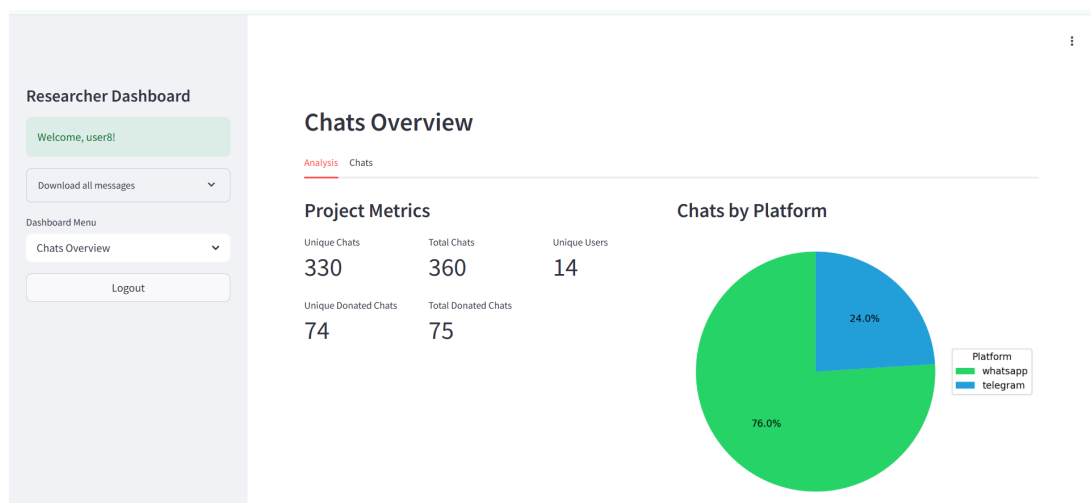 Researcher Dashboard
Welcome, user8!
Download all messages
Dashboard Menu
Chats Overview
Logout
Chats Overview
Analysis Chats
Project Metrics
Unique Chats Total Chats Unique Users
330 360 14
Unique Donated Chats Total Donated Chats
74 75
Chats by Platform
24.0%
76.0%
Platform
whatsapp
telegram